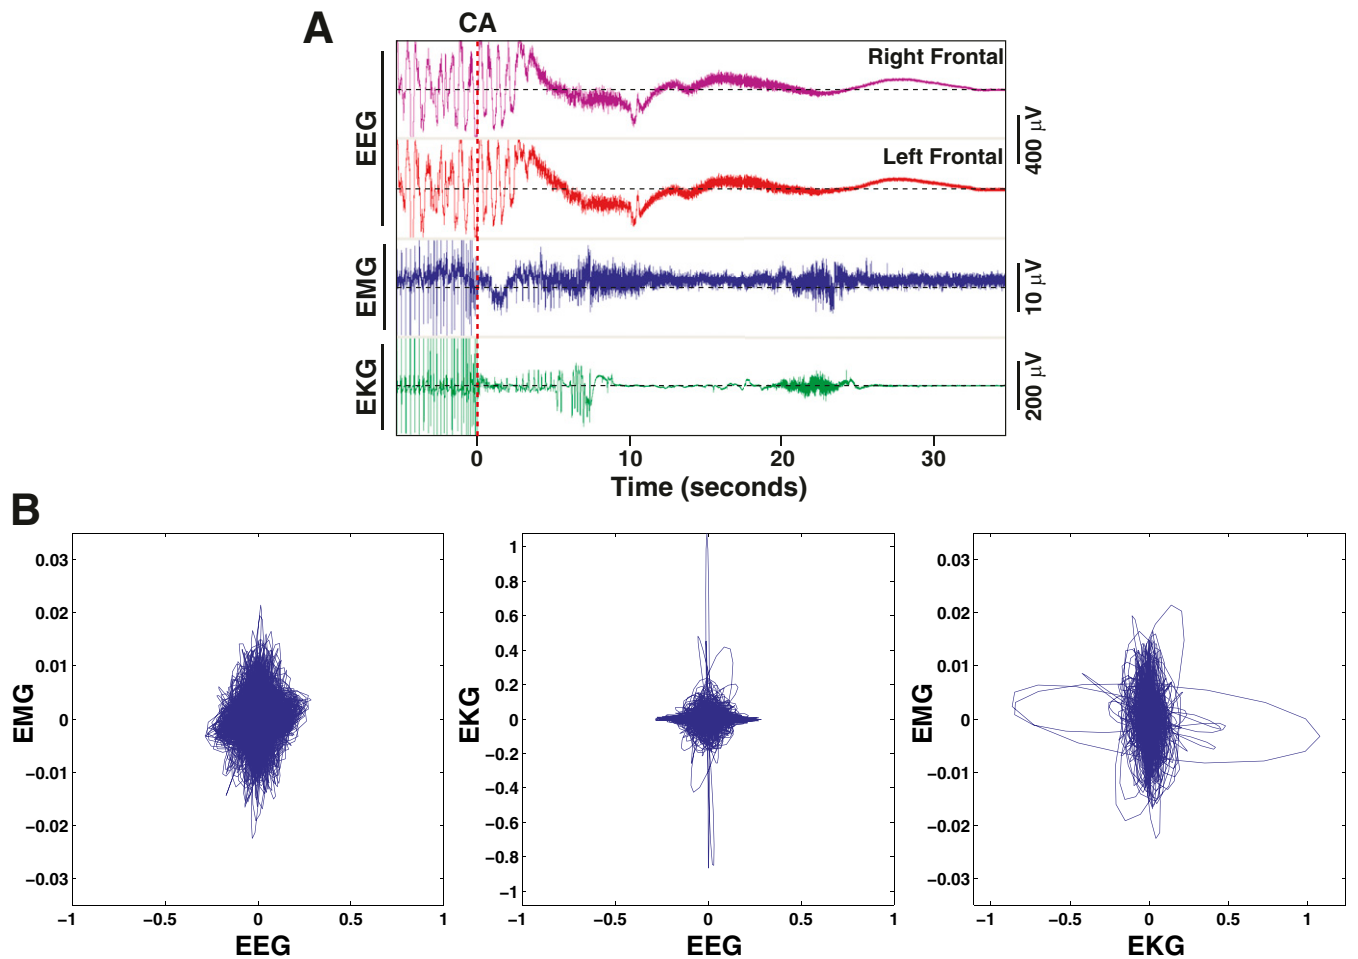 A
CA
Right Frontal
Left Frontal
EEG
EMG
EKG
400 μV
10 μV
200 μV
0 10 20 30
Time (seconds)
B
0.03
0.02
0.01
0
−0.01
−0.02
−0.03
EMG
−1 −0.5 0 0.5 1
EEG
1
0.8
0.6
0.4
0.2
0
−0.2
−0.4
−0.6
−0.8
−1
EKG
−1 −0.5 0 0.5 1
EEG
0.03
0.02
0.01
0
−0.01
−0.02
−0.03
EMG
−1 −0.5 0 0.5 1
EKG